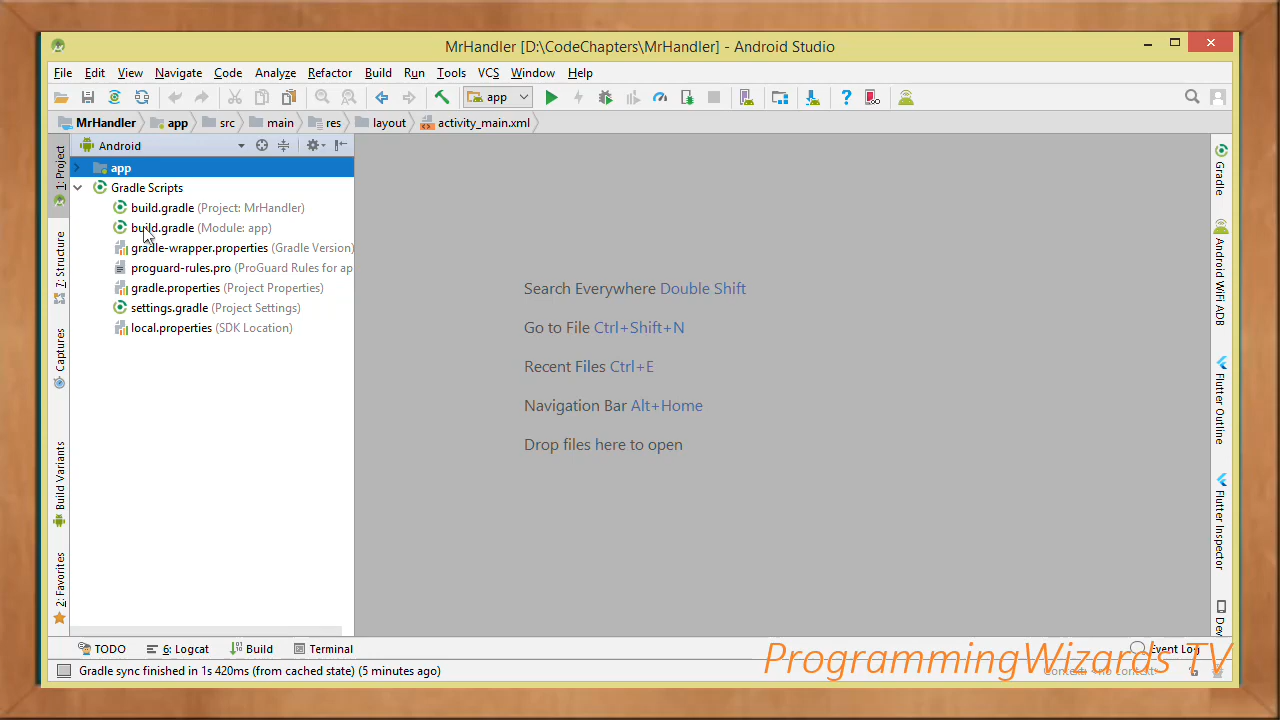 MrHandler [D:\CodeChapters\MrHandler] - Android Studio
File Edit View Navigate Code Analyze Refactor Build Run Tools VCS Window Help
app
MrHandler app src main res layout activity_main.xml
1: Project
Android
app
Gradle Scripts
build.gradle (Project: MrHandler)
build.gradle (Module: app)
gradle-wrapper.properties (Gradle Version)
proguard-rules.pro (ProGuard Rules for ap
gradle.properties (Project Properties)
settings.gradle (Project Settings)
local.properties (SDK Location)
7: Structure
Captures
Build Variants
2: Favorites
Search Everywhere Double Shift
Go to File Ctrl+Shift+N
Recent Files Ctrl+E
Navigation Bar Alt+Home
Drop files here to open
Gradle
Android WiFi ADB
Flutter Outline
Flutter Inspector
Dev
TODO 6: Logcat Build Terminal Event Log
ProgrammingWizards TV
Gradle sync finished in 1s 420ms (from cached state) (5 minutes ago)
Context: <no context>